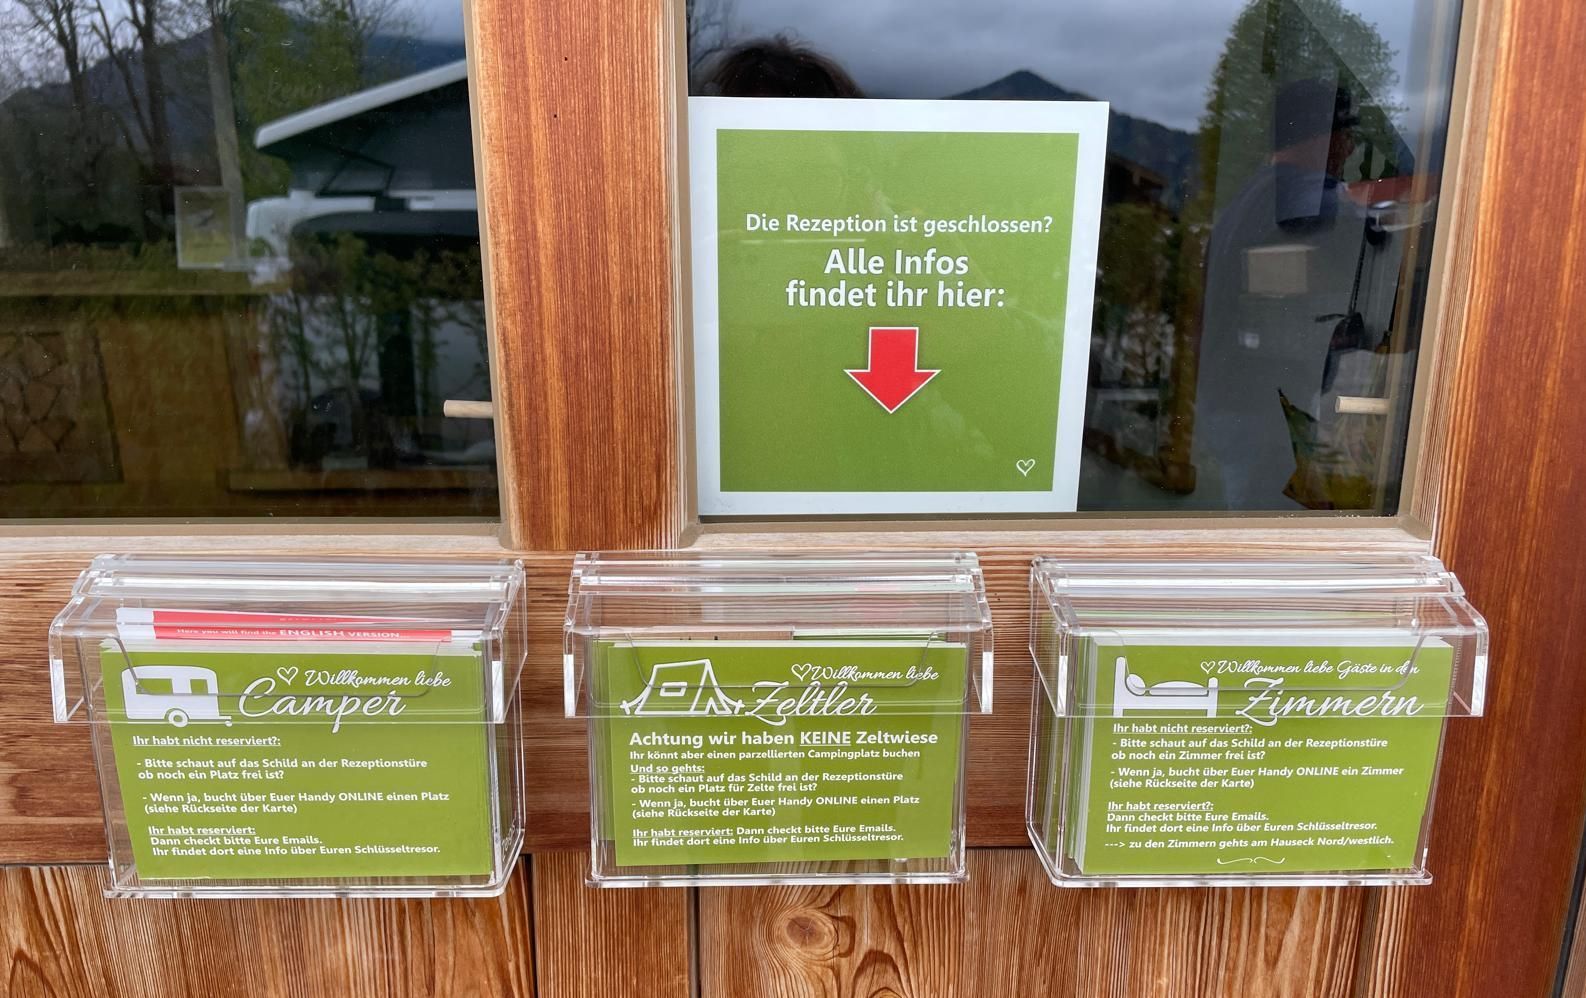 Die Rezeption ist geschlossen?
Alle Infos
findet ihr hier:
Here you will find the ENGLISH VERSION...
Willkommen liebe
Camper
Ihr habt nicht reserviert?:
- Bitte schaut auf das Schild an der Rezeptionstüre
ob noch ein Platz frei ist?
- Wenn ja, bucht über Euer Handy ONLINE einen Platz
(siehe Rückseite der Karte)
Ihr habt reserviert:
Dann checkt bitte Eure Emails.
Ihr findet dort eine Info über Euren Schlüsseltresor.
Willkommen liebe
Zeltler
Achtung wir haben KEINE Zeltwiese
Ihr könnt aber einen parzellierten Campingplatz buchen
Und so gehts:
- Bitte schaut auf das Schild an der Rezeptionstüre
ob noch ein Platz für Zelte frei ist?
- Wenn ja, bucht über Euer Handy ONLINE einen Platz
(siehe Rückseite der Karte)
Ihr habt reserviert: Dann checkt bitte Eure Emails.
Ihr findet dort eine Info über Euren Schlüsseltresor.
Willkommen liebe Gäste in den
Zimmern
Ihr habt nicht reserviert?:
- Bitte schaut auf das Schild an der Rezeptionstüre
ob noch ein Zimmer frei ist?
- Wenn ja, bucht über Euer Handy ONLINE ein Zimmer
(siehe Rückseite der Karte)
Ihr habt reserviert?:
Dann checkt bitte Eure Emails.
Ihr findet dort eine Info über Euren Schlüsseltresor.
---> zu den Zimmern gehts am Hauseck Nord/westlich.